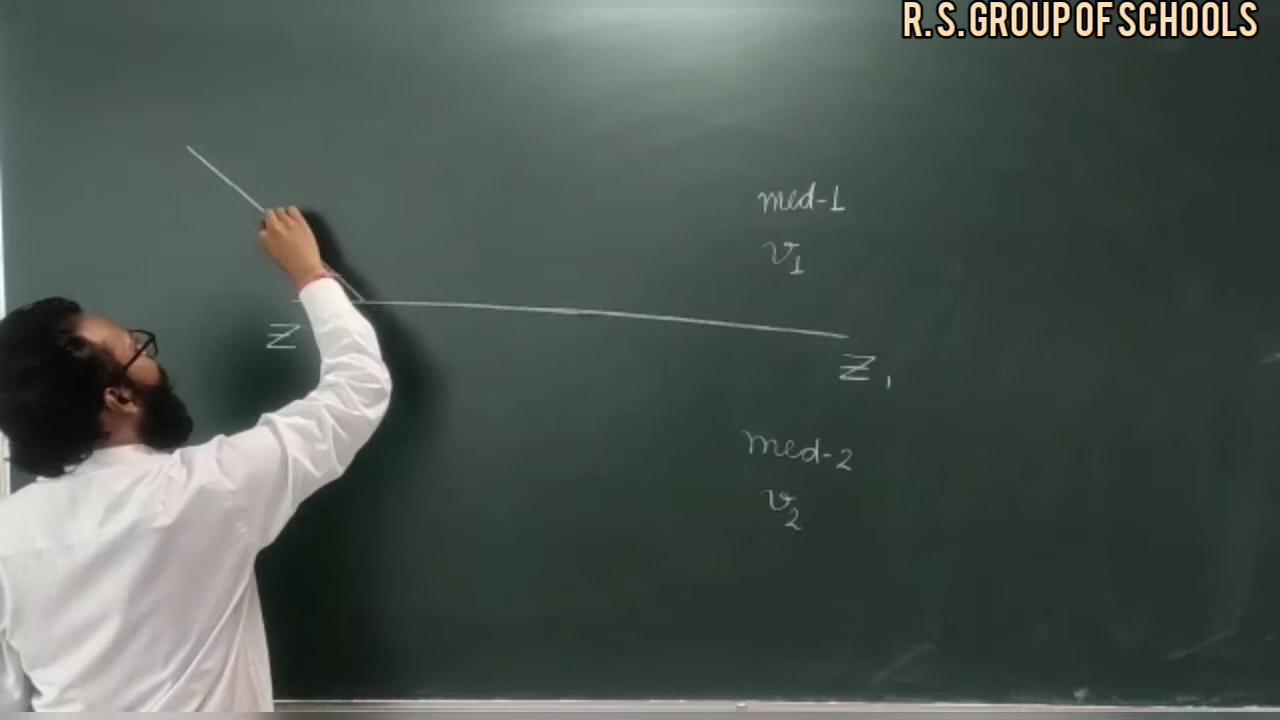 R.S.GROUP OF SCHOOLS
med-1
v₁
Z
Z₁
med-2
v₂